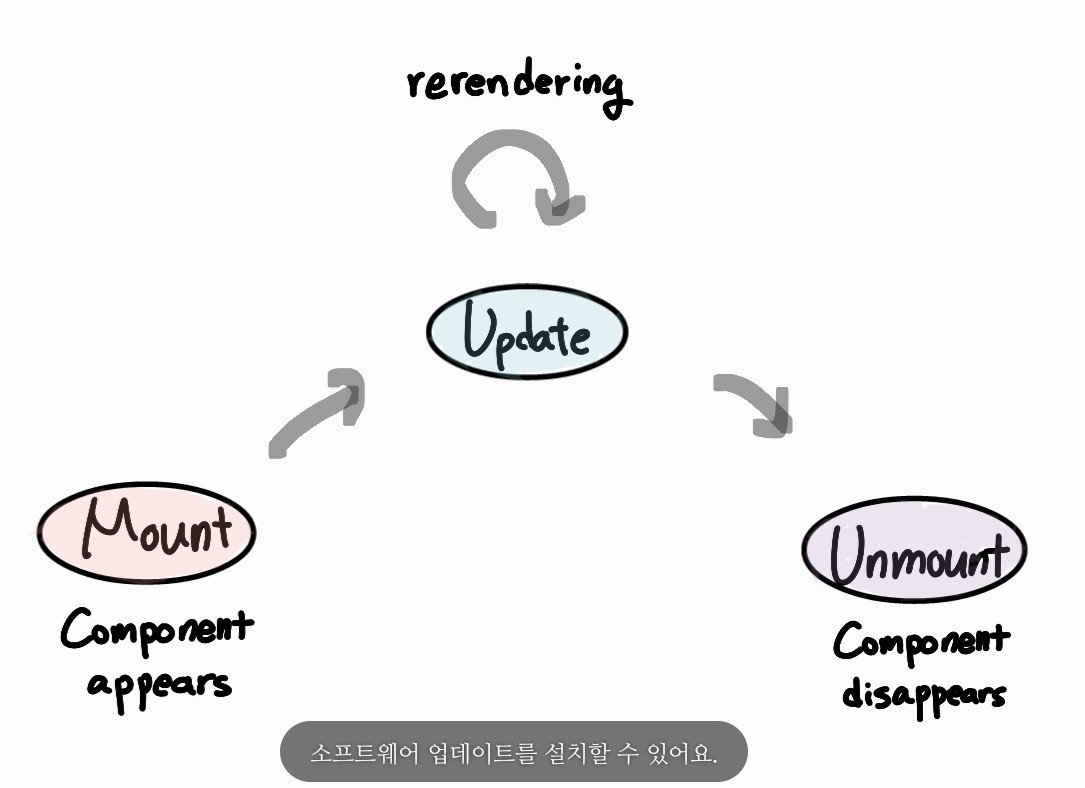 rerendering
Update
Mount
Component
appears
Unmount
Component
disappears
소프트웨어 업데이트를 설치할 수 있어요.